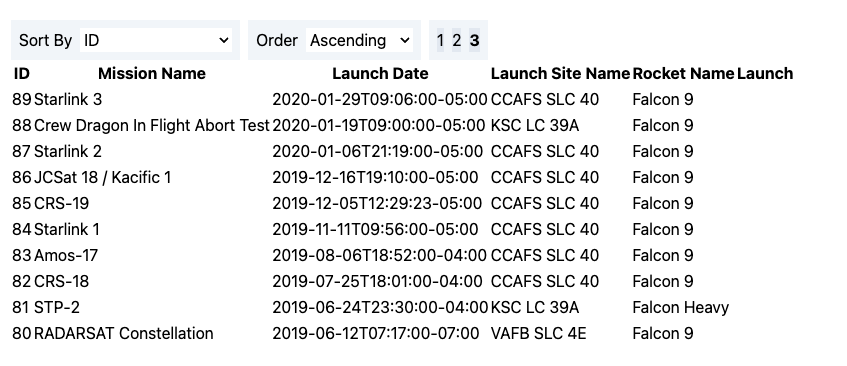 Sort By ID Order Ascending 1 2 3
ID Mission Name Launch Date Launch Site Name Rocket Name Launch
89 Starlink 3 2020-01-29T09:06:00-05:00 CCAFS SLC 40 Falcon 9
88 Crew Dragon In Flight Abort Test 2020-01-19T09:00:00-05:00 KSC LC 39A Falcon 9
87 Starlink 2 2020-01-06T21:19:00-05:00 CCAFS SLC 40 Falcon 9
86 JCSat 18 / Kacific 1 2019-12-16T19:10:00-05:00 CCAFS SLC 40 Falcon 9
85 CRS-19 2019-12-05T12:29:23-05:00 CCAFS SLC 40 Falcon 9
84 Starlink 1 2019-11-11T09:56:00-05:00 CCAFS SLC 40 Falcon 9
83 Amos-17 2019-08-06T18:52:00-04:00 CCAFS SLC 40 Falcon 9
82 CRS-18 2019-07-25T18:01:00-04:00 CCAFS SLC 40 Falcon 9
81 STP-2 2019-06-24T23:30:00-04:00 KSC LC 39A Falcon Heavy
80 RADARSAT Constellation 2019-06-12T07:17:00-07:00 VAFB SLC 4E Falcon 9